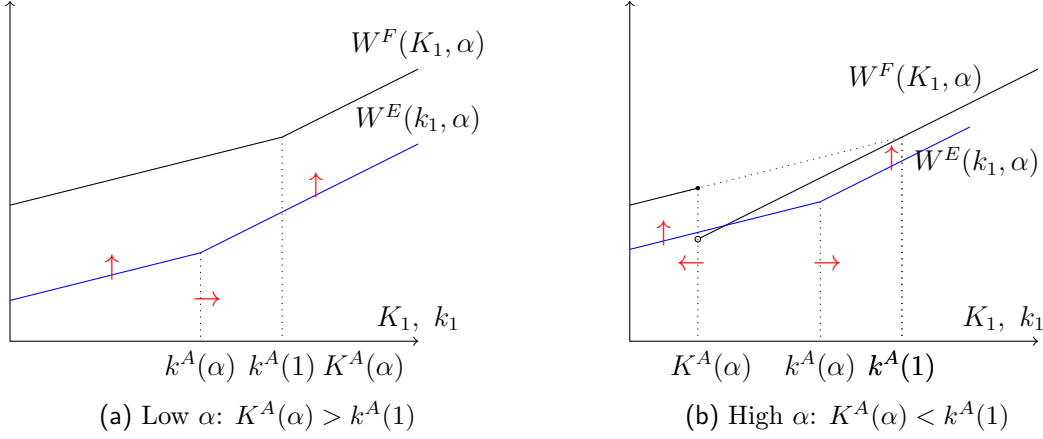 W^F(K_1, α)
W^E(k_1, α)
K_1, k_1
k^A(α) k^A(1) K^A(α)
(a) Low α: K^A(α) > k^A(1)
W^F(K_1, α)
W^E(k_1, α)
K_1, k_1
K^A(α) k^A(α) k^A(1)
(b) High α: K^A(α) < k^A(1)